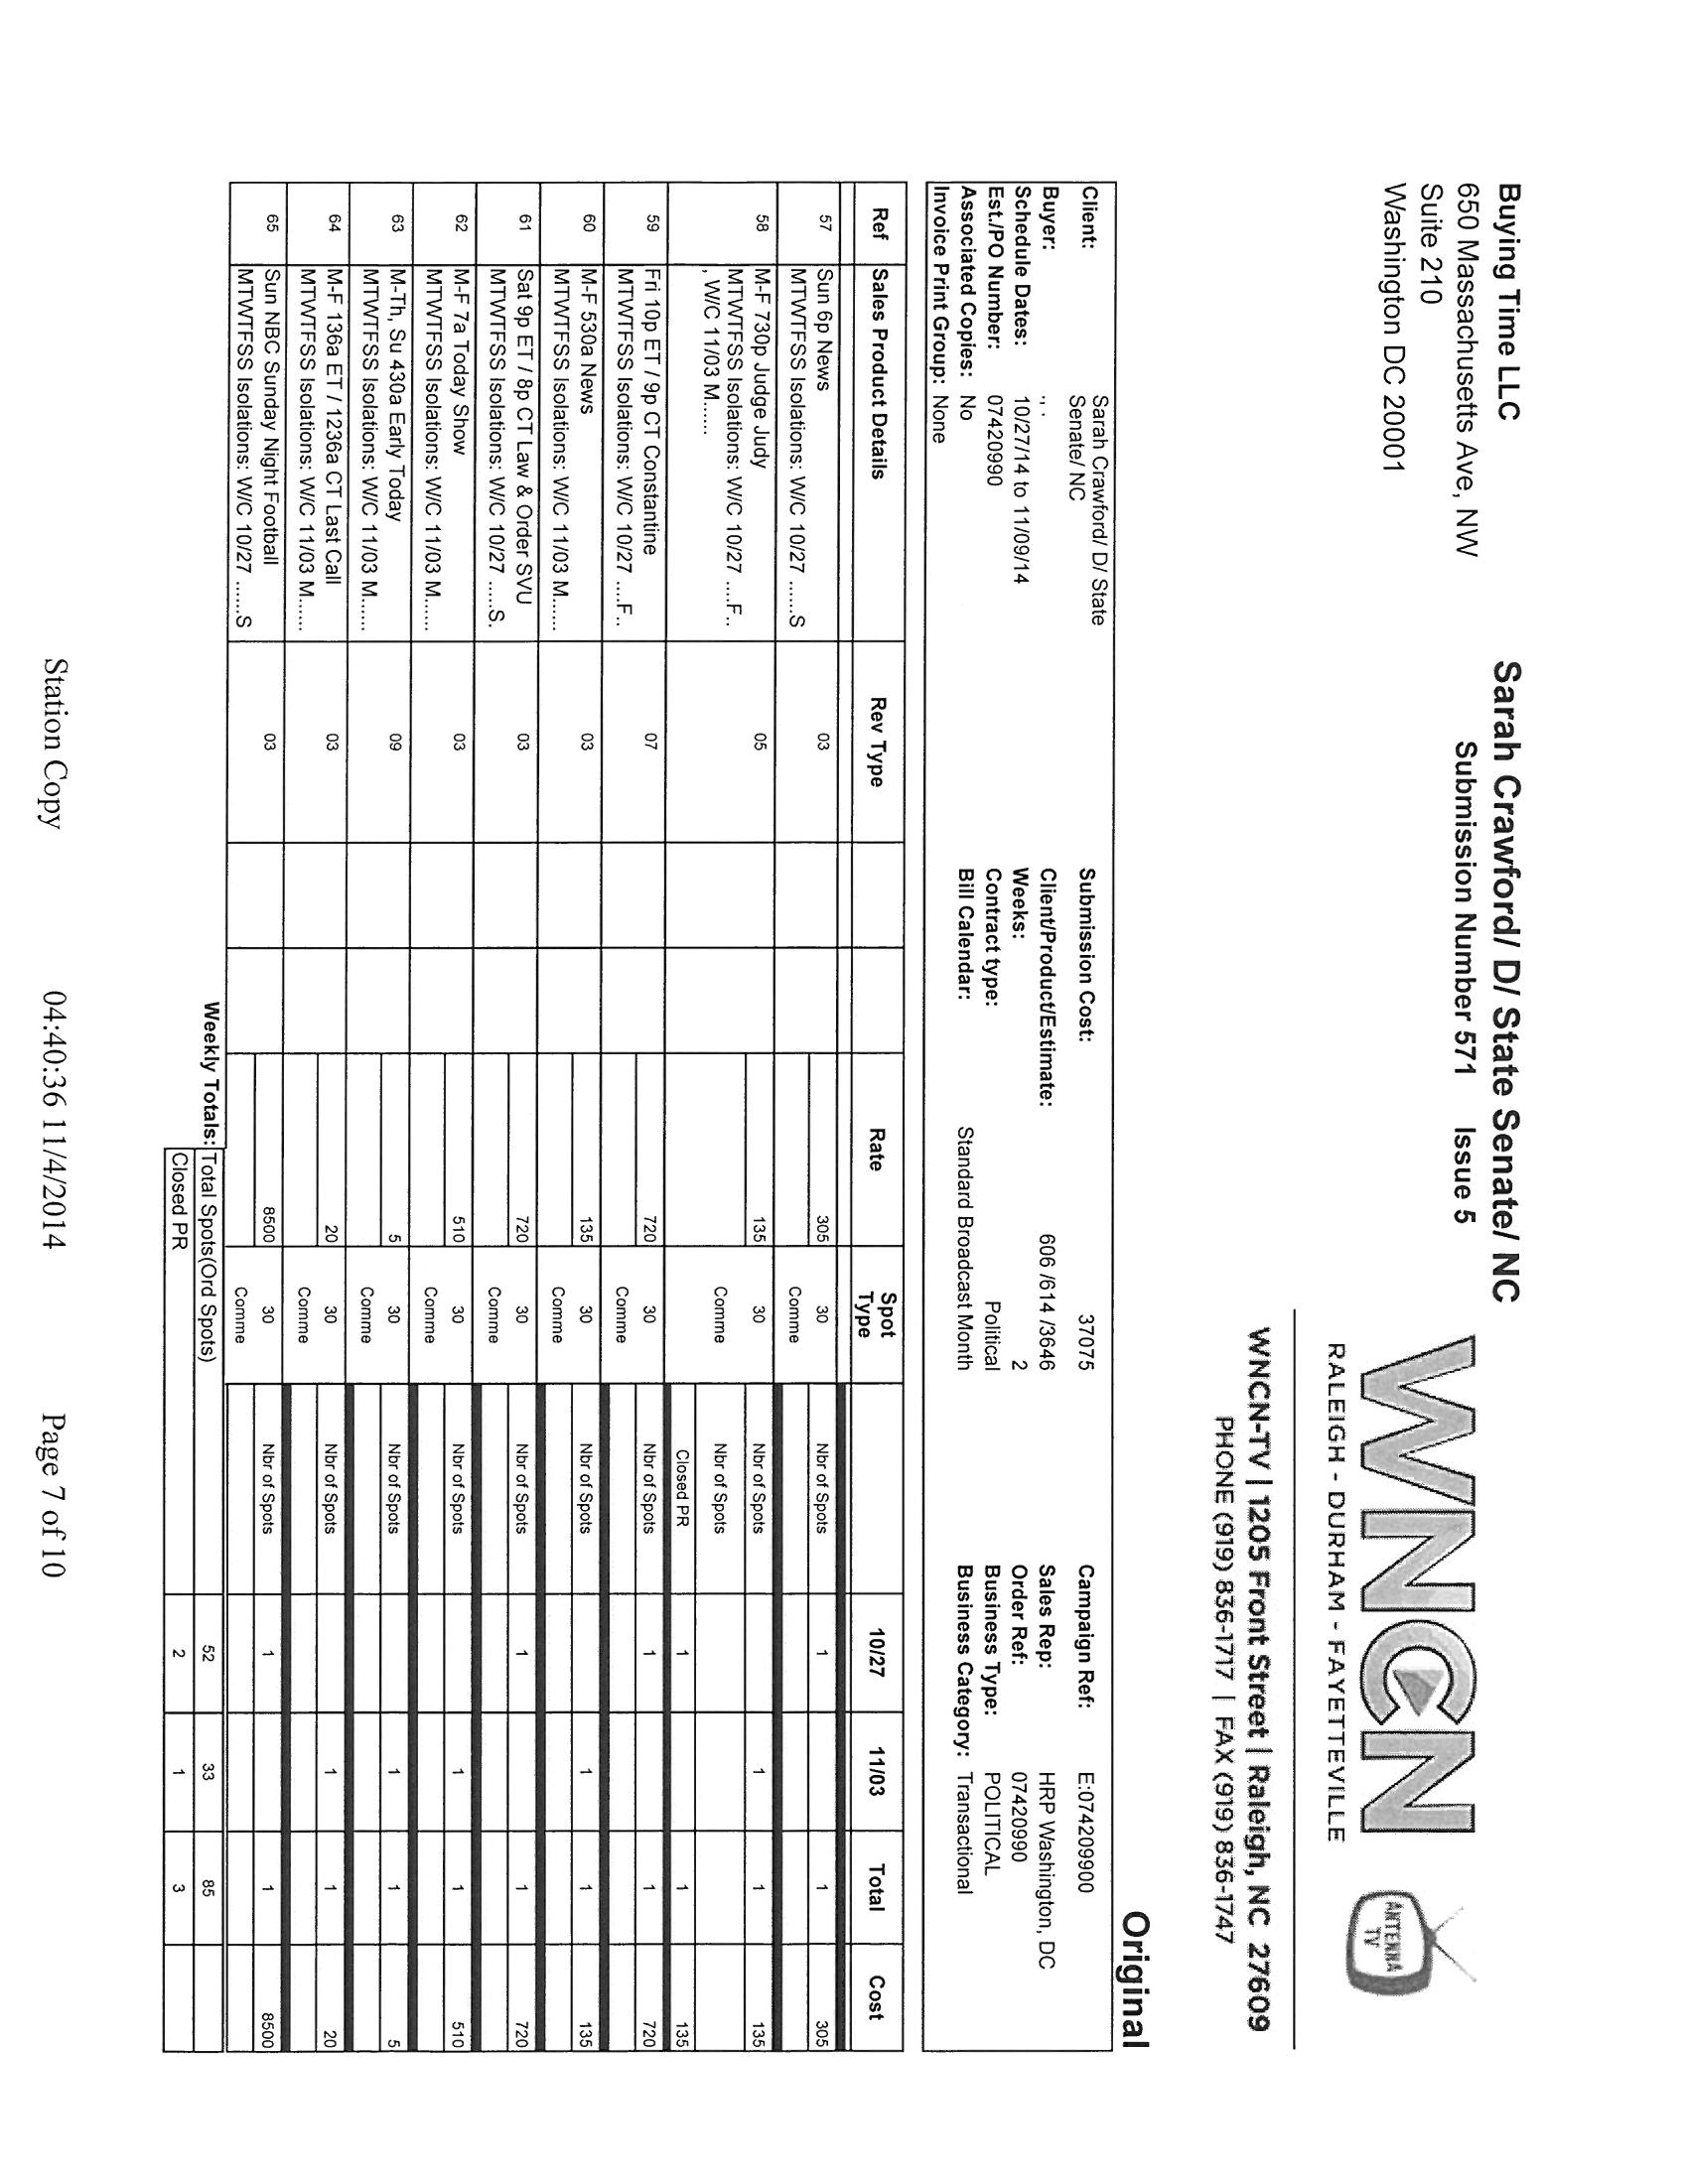 Buying Time LLC
650 Massachusetts Ave, NW
Suite 210
Washington DC 20001
Sarah Crawford/ D/ State Senate/ NC
Submission Number 571 Issue 5
WNCN
RALEIGH - DURHAM - FAYETTEVILLE
ANTENNA
TV
WNCN-TV | 1205 Front Street | Raleigh, NC 27609
PHONE (919) 836-1717 | FAX (919) 836-1747
Original
Client: Sarah Crawford/ D/ State Submission Cost: 37075 Campaign Ref: E:07420990​0
Senate/ NC
Buyer: , , Client/Product/Estimate: 606 /614 /3646 Sales Rep: HRP Washington, DC
Schedule Dates: 10/27/14 to 11/09/14 Weeks: 2 Order Ref: 07420990
Est./PO Number: 07420990 Contract type: Political Business Type: POLITICAL
Associated Copies: No Bill Calendar: Standard Broadcast Month Business Category: Transactional
Invoice Print Group: None
Ref Sales Product Details Rev Type Rate Spot Type 10/27 11/03 Total Cost
57 Sun 6p News 03 305 30 Nbr of Spots 1 1 305
MTWTFSS Isolations: W/C 10/27 ......S Comme
58 M-F 730p Judge Judy 05 135 30 Nbr of Spots 1 1 135
MTWTFSS Isolations: W/C 10/27 ....F.. Comme Nbr of Spots
, W/C 11/03 M...... Closed PR 1 1 135
59 Fri 10p ET / 9p CT Constantine 07 720 30 Nbr of Spots 1 1 720
MTWTFSS Isolations: W/C 10/27 ....F.. Comme
60 M-F 530a News 03 135 30 Nbr of Spots 1 1 135
MTWTFSS Isolations: W/C 11/03 M...... Comme
61 Sat 9p ET / 8p CT Law & Order SVU 03 720 30 Nbr of Spots 1 1 720
MTWTFSS Isolations: W/C 10/27 .....S. Comme
62 M-F 7a Today Show 03 510 30 Nbr of Spots 1 1 510
MTWTFSS Isolations: W/C 11/03 M...... Comme
63 M-Th, Su 430a Early Today 09 5 30 Nbr of Spots 1 1 5
MTWTFSS Isolations: W/C 11/03 M...... Comme
64 M-F 136a ET / 1236a CT Last Call 03 20 30 Nbr of Spots 1 1 20
MTWTFSS Isolations: W/C 11/03 M...... Comme
65 Sun NBC Sunday Night Football 03 8500 30 Nbr of Spots 1 1 8500
MTWTFSS Isolations: W/C 10/27 ......S Comme
Weekly Totals: Total Spots(Ord Spots) 52 33 85
Closed PR 2 1 3
Station Copy 04:40:36 11/4/2014 Page 7 of 10